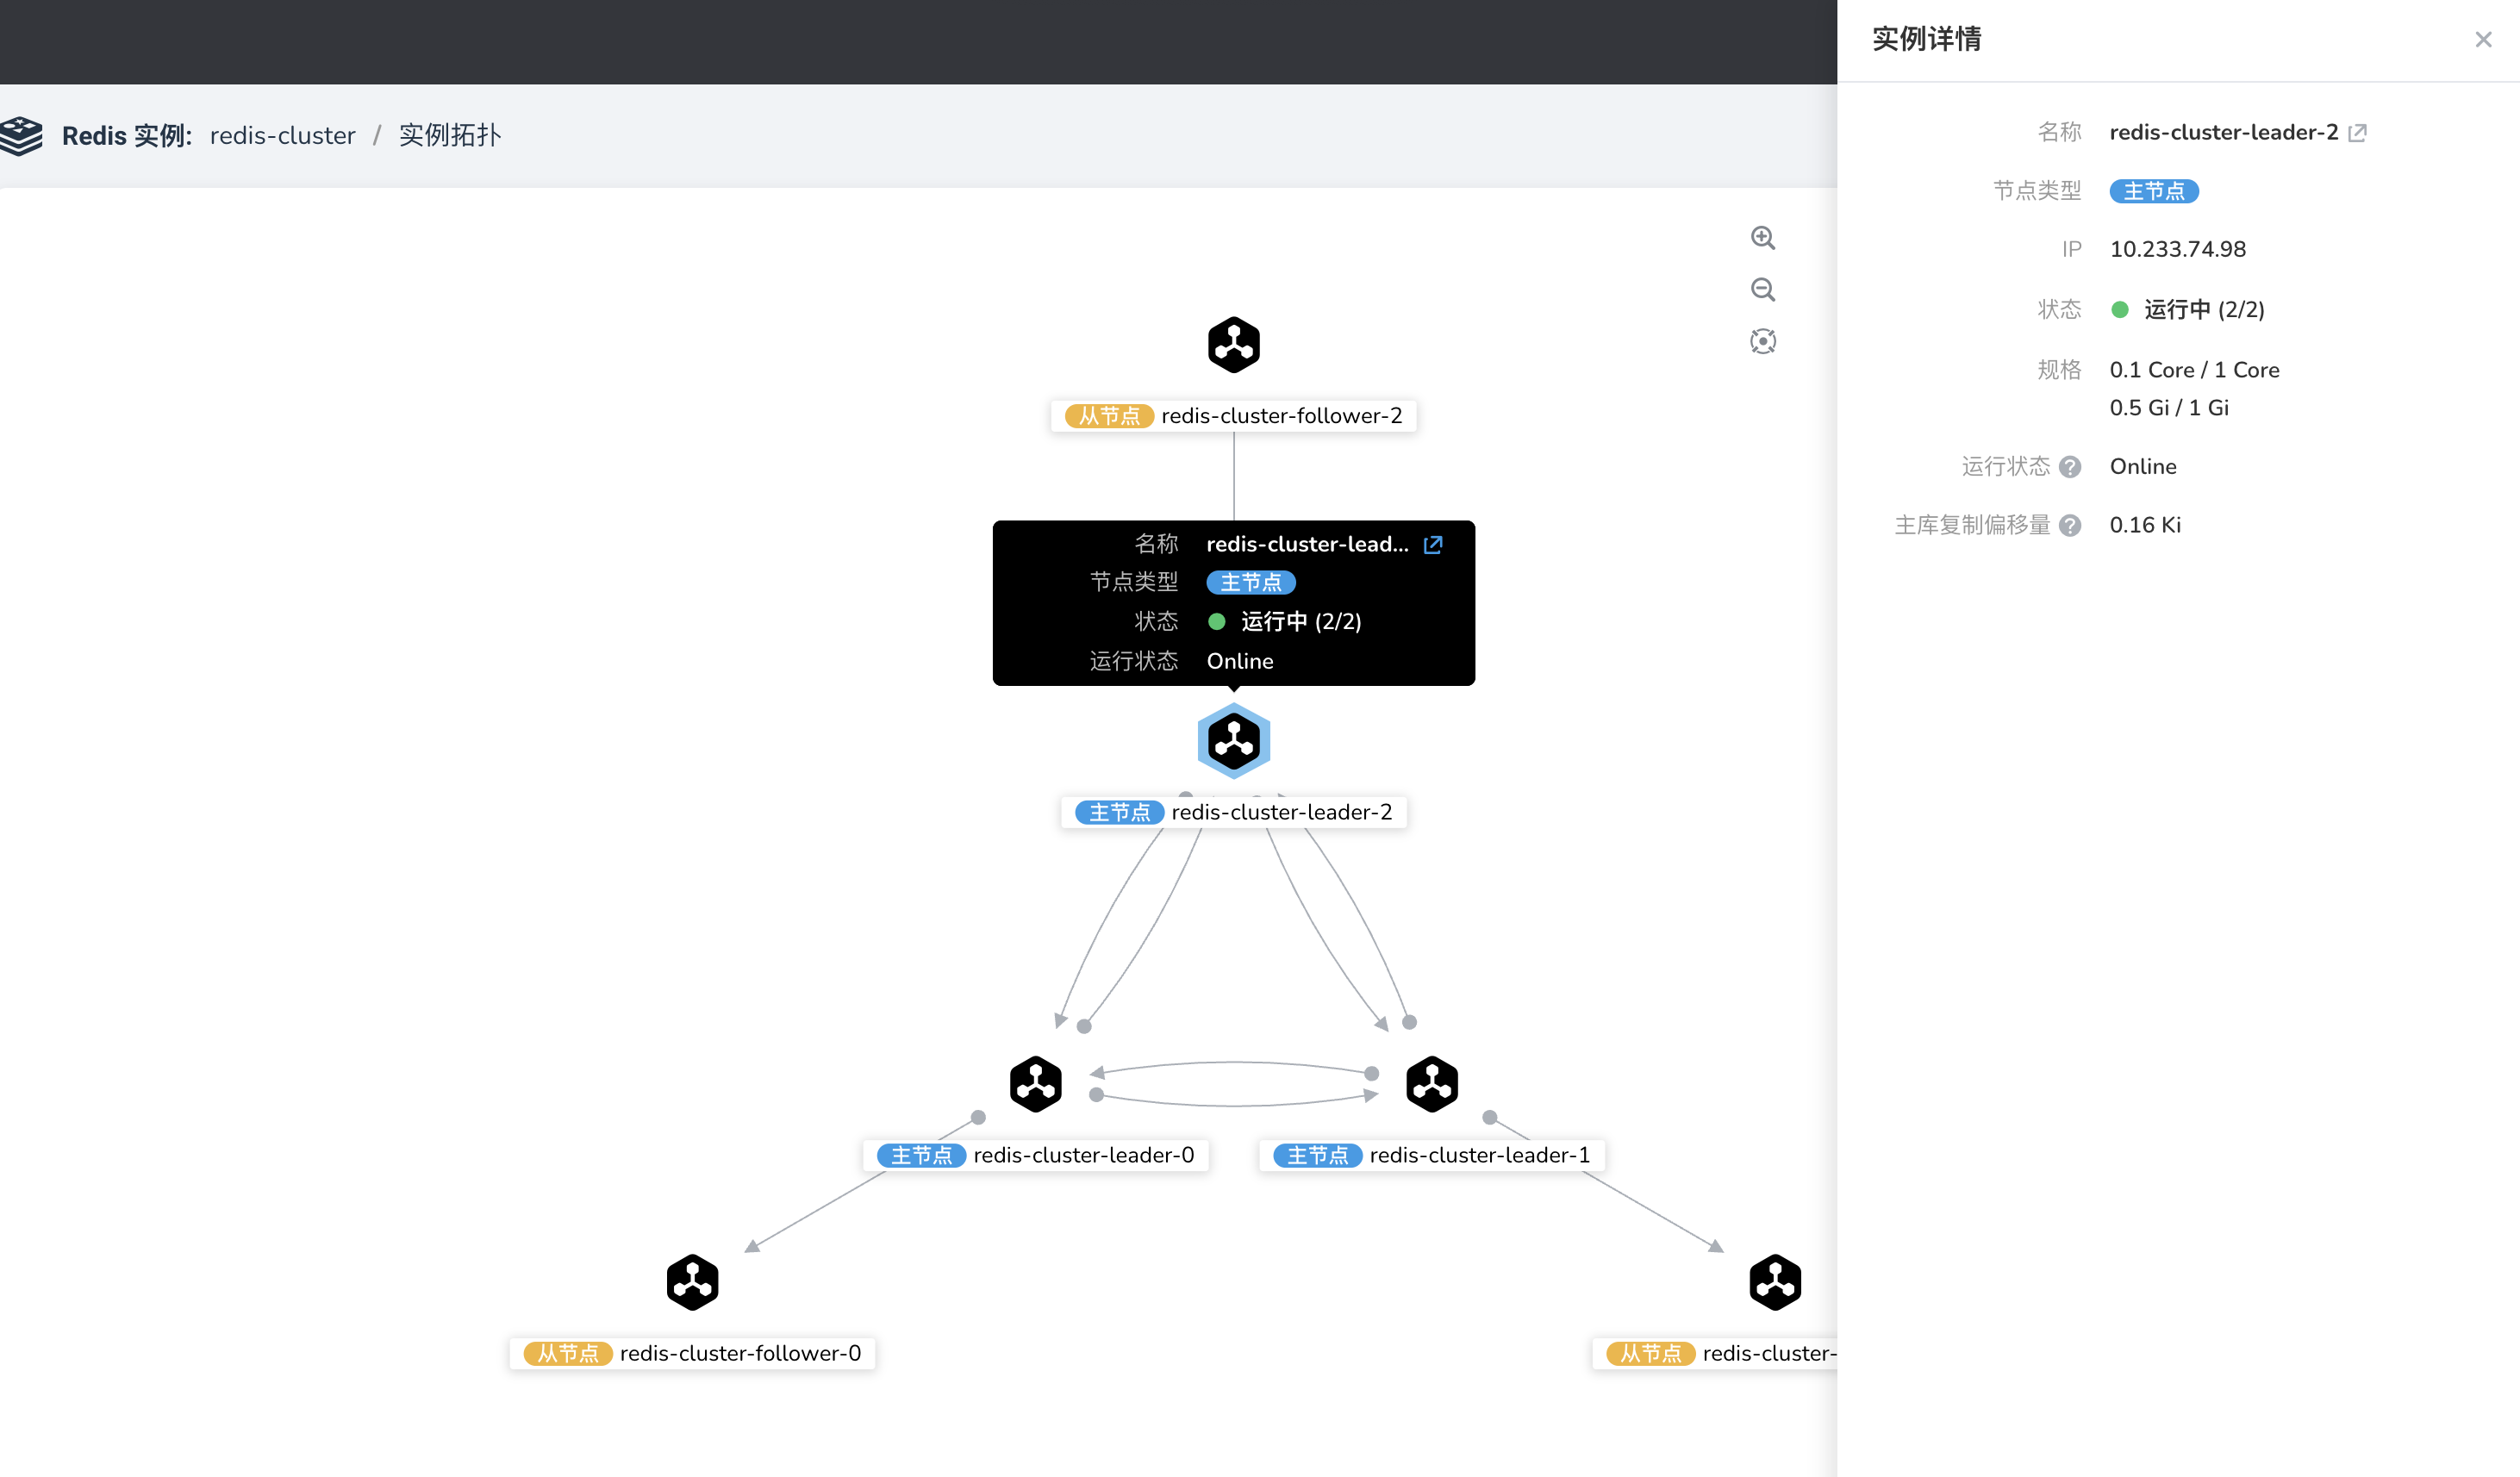 Redis 实例: redis-cluster / 实例拓扑
从节点 redis-cluster-follower-2
名称 redis-cluster-lead...
节点类型 主节点
状态 运行中 (2/2)
运行状态 Online
主节点 redis-cluster-leader-2
主节点 redis-cluster-leader-0
主节点 redis-cluster-leader-1
从节点 redis-cluster-follower-0
从节点 redis-cluster-
实例详情
名称 redis-cluster-leader-2
节点类型 主节点
IP 10.233.74.98
状态 运行中 (2/2)
规格 0.1 Core / 1 Core
0.5 Gi / 1 Gi
运行状态 ? Online
主库复制偏移量 ? 0.16 Ki